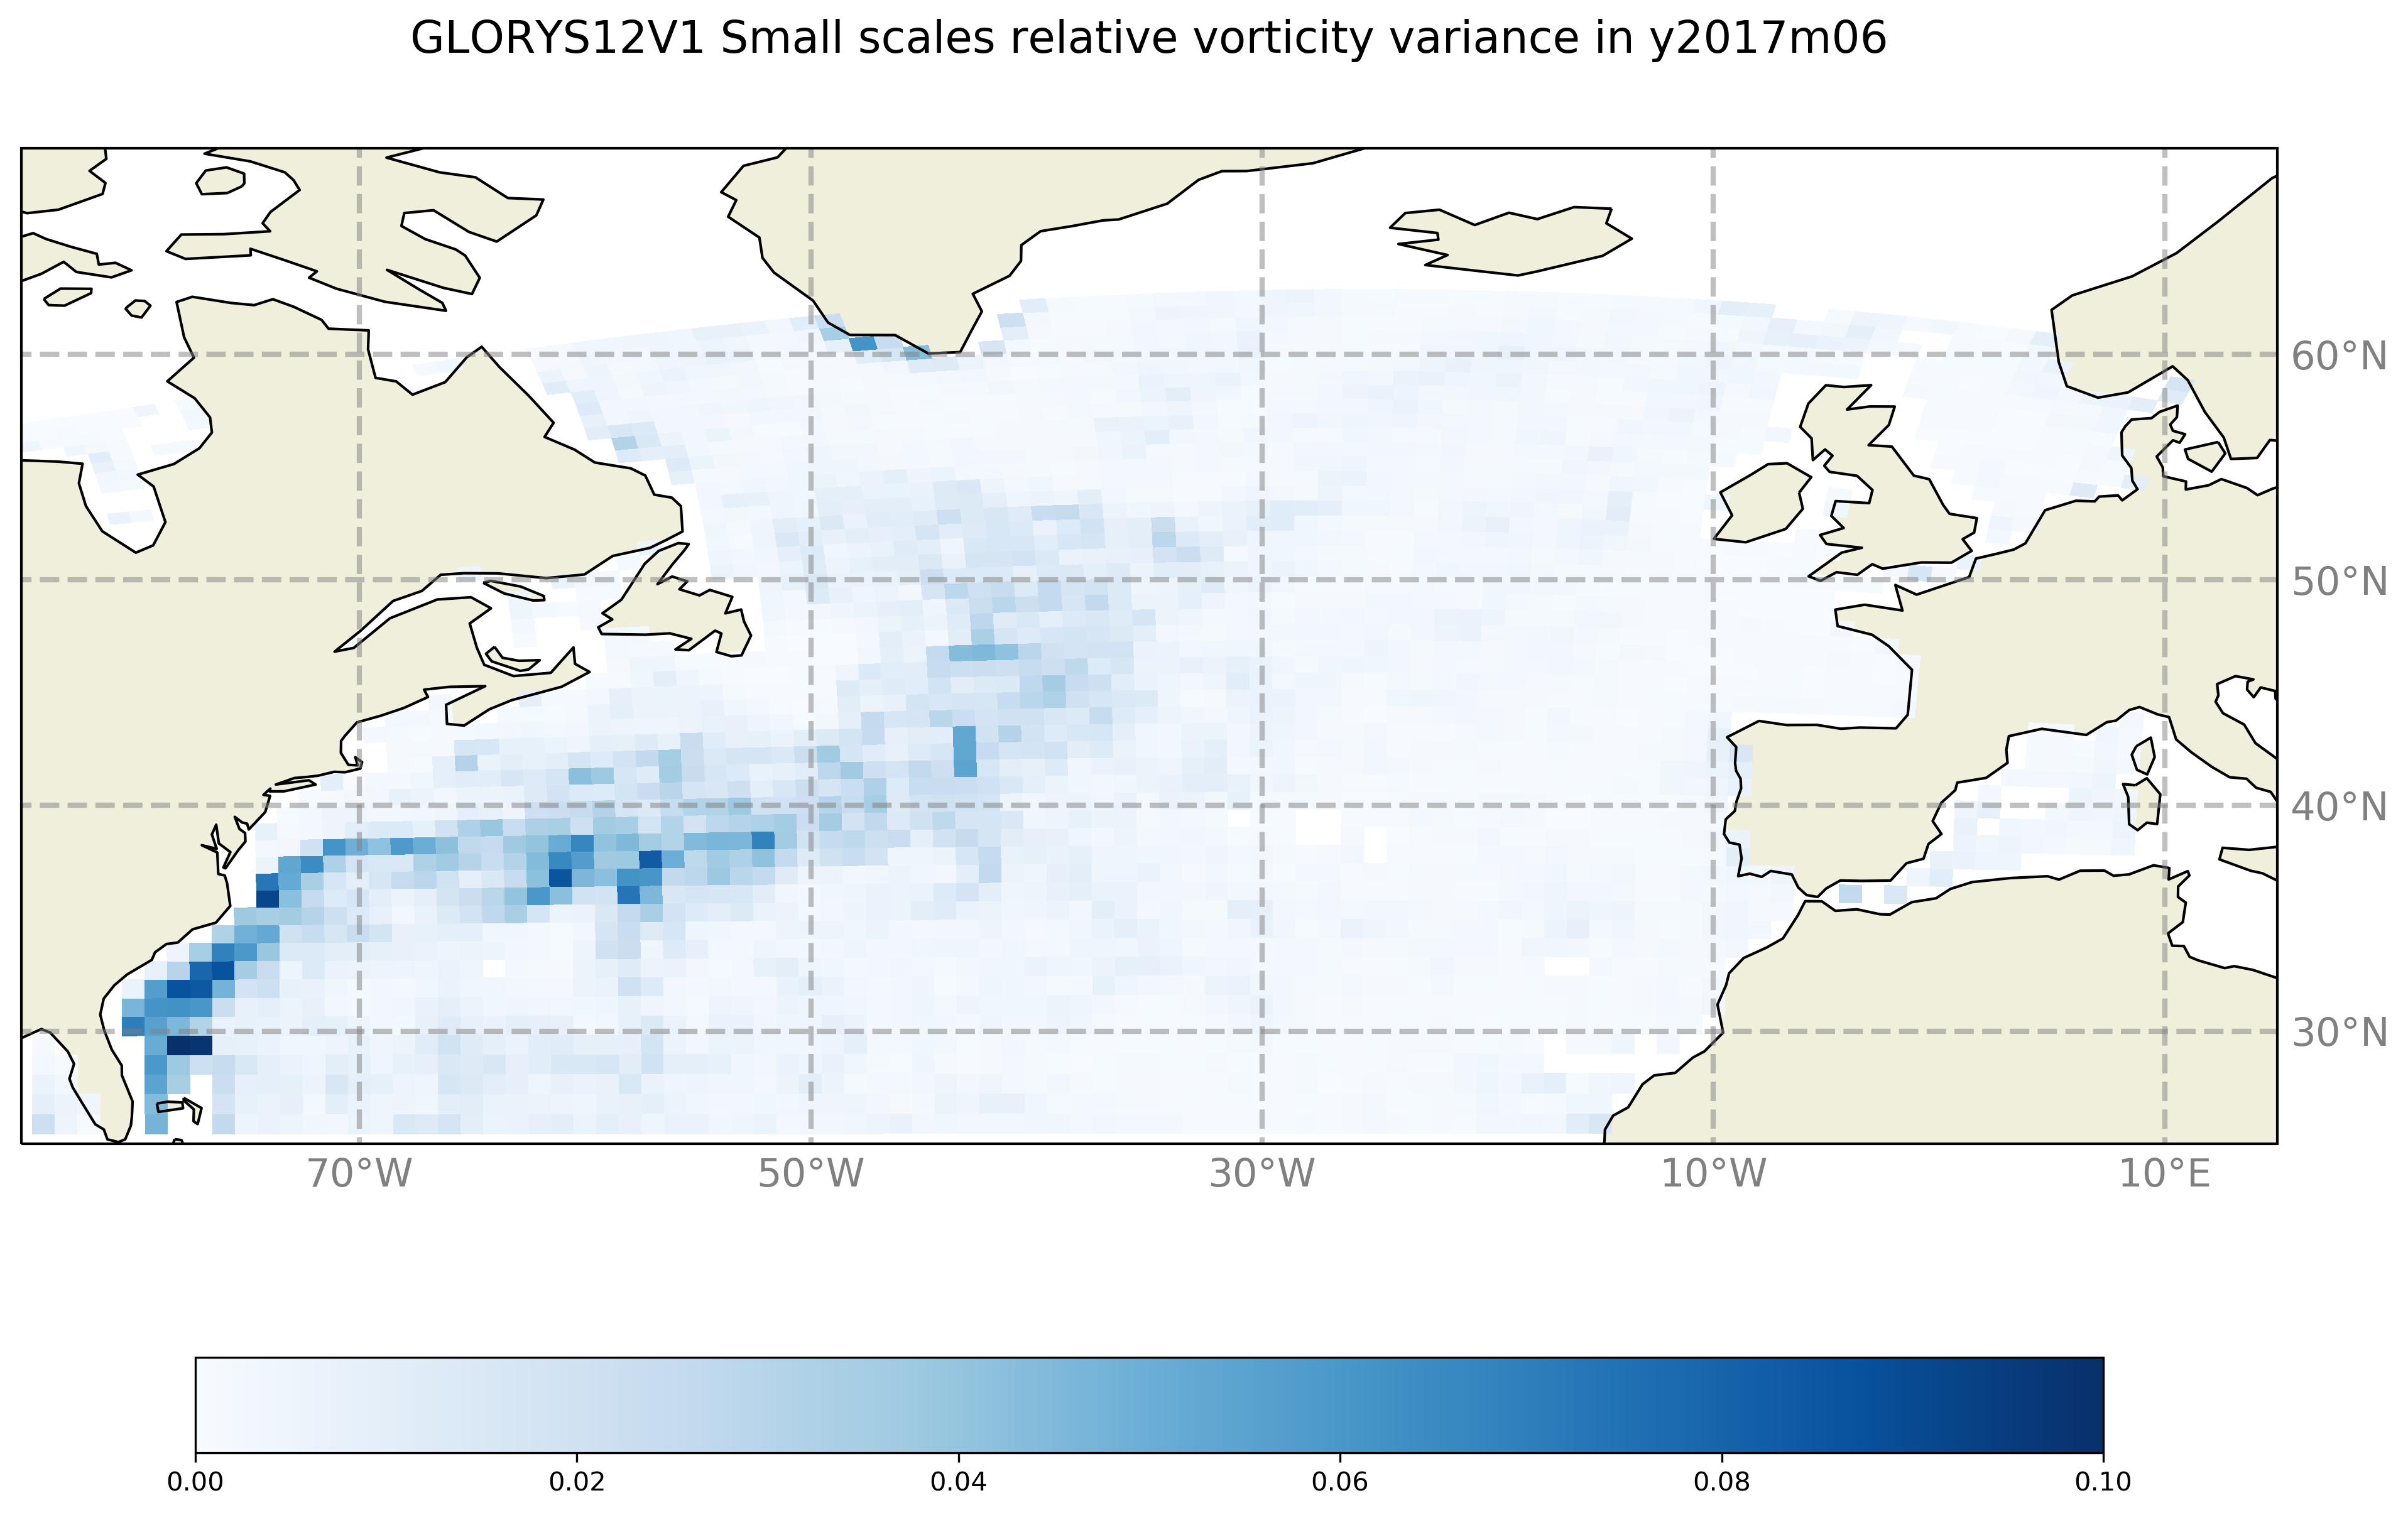 GLORYS12V1 Small scales relative vorticity variance in y2017m06
60°N
50°N
40°N
30°N
70°W 50°W 30°W 10°W 10°E
0.00 0.02 0.04 0.06 0.08 0.10